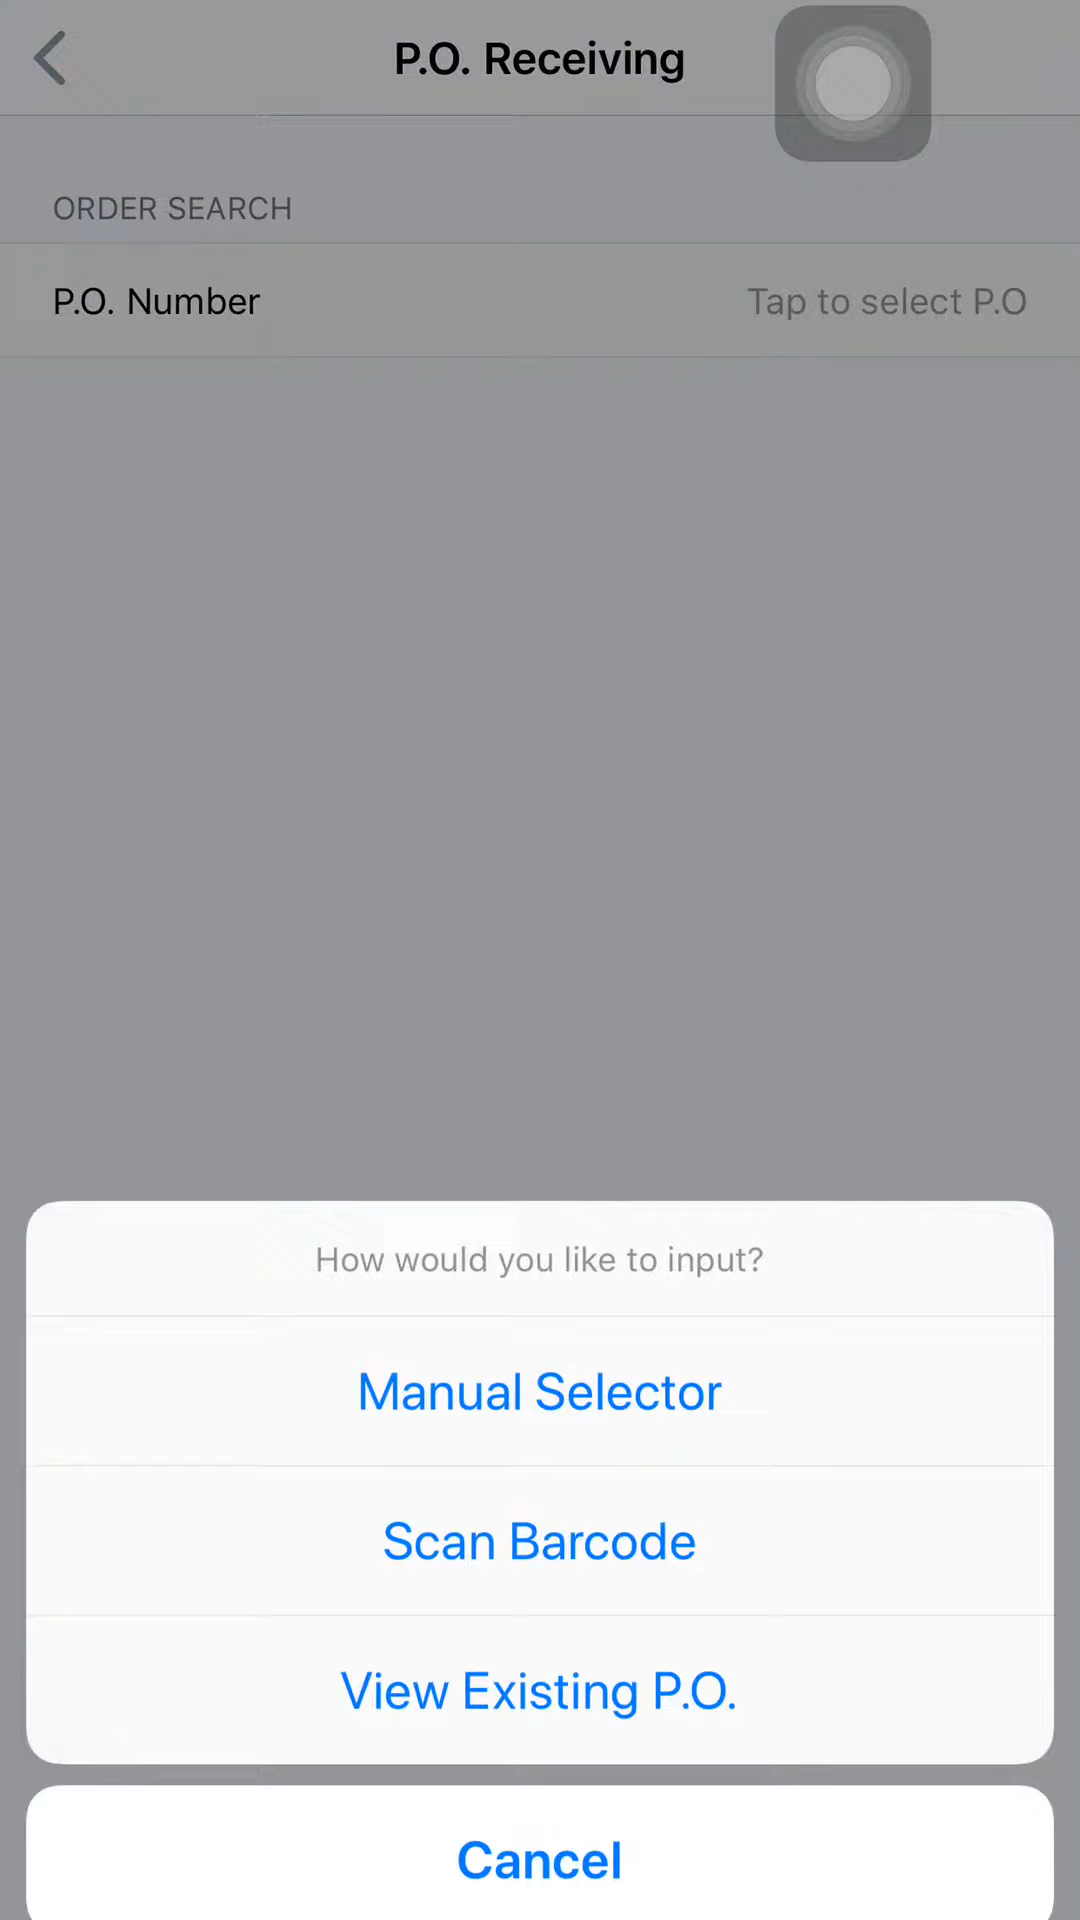 P.O. Receiving
ORDER SEARCH
P.O. Number Tap to select P.O
How would you like to input?
Manual Selector
Scan Barcode
View Existing P.O.
Cancel